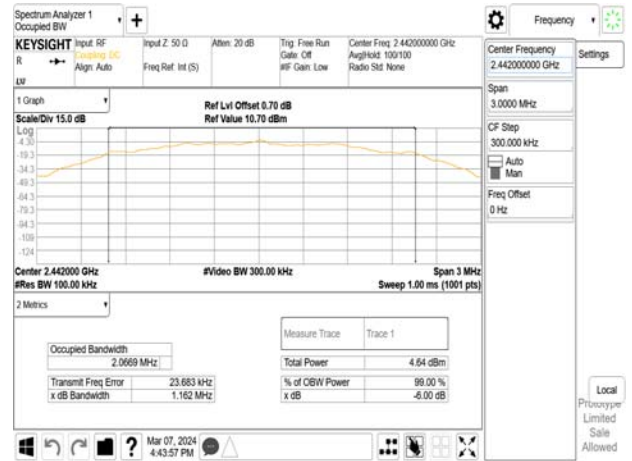 Spectrum Analyzer 1
Occupied BW
+
Frequency
KEYSIGHT
R
LV
Input: RF
Coupling: DC
Align: Auto
Input Z: 50 Ω
Freq Ref: Int (S)
Atten: 20 dB
Trig: Free Run
Gate: Off
#IF Gain: Low
Center Freq: 2.442000000 GHz
Avg|Hold: 100/100
Radio Std: None
Center Frequency
2.442000000 GHz
Settings
Span
3.0000 MHz
CF Step
300.000 kHz
Auto
Man
Freq Offset
0 Hz
1 Graph
Scale/Div 15.0 dB
Ref Lvl Offset 0.70 dB
Ref Value 10.70 dBm
Log
-4.30
-19.3
-34.3
-49.3
-64.3
-79.3
-94.3
-109
-124
Center 2.442000 GHz
#Res BW 100.00 kHz
#Video BW 300.00 kHz
Span 3 MHz
Sweep 1.00 ms (1001 pts)
2 Metrics
Measure Trace Trace 1
Occupied Bandwidth
2.0669 MHz
Total Power 4.64 dBm
Transmit Freq Error 23.683 kHz
% of OBW Power 99.00 %
x dB Bandwidth 1.162 MHz
x dB -6.00 dB
Local
Prototype
Limited
Sale
Allowed
?
Mar 07, 2024
4:43:57 PM